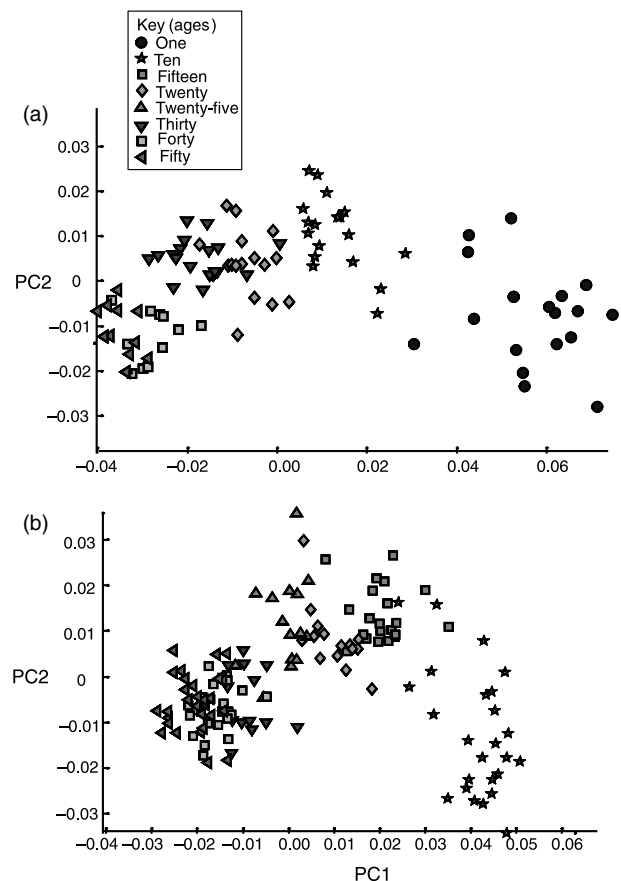 Key (ages)
One
Ten
Fifteen
Twenty
Twenty-five
Thirty
Forty
Fifty
(a)
0.03
0.02
0.01
0
−0.01
−0.02
−0.03
PC2
−0.04 −0.02 0.00 0.02 0.04 0.06
(b)
0.03
0.02
0.01
0
−0.01
−0.02
−0.03
PC2
−0.04 −0.03 −0.02 −0.01 0.00 0.01 0.02 0.03 0.04 0.05 0.06
PC1